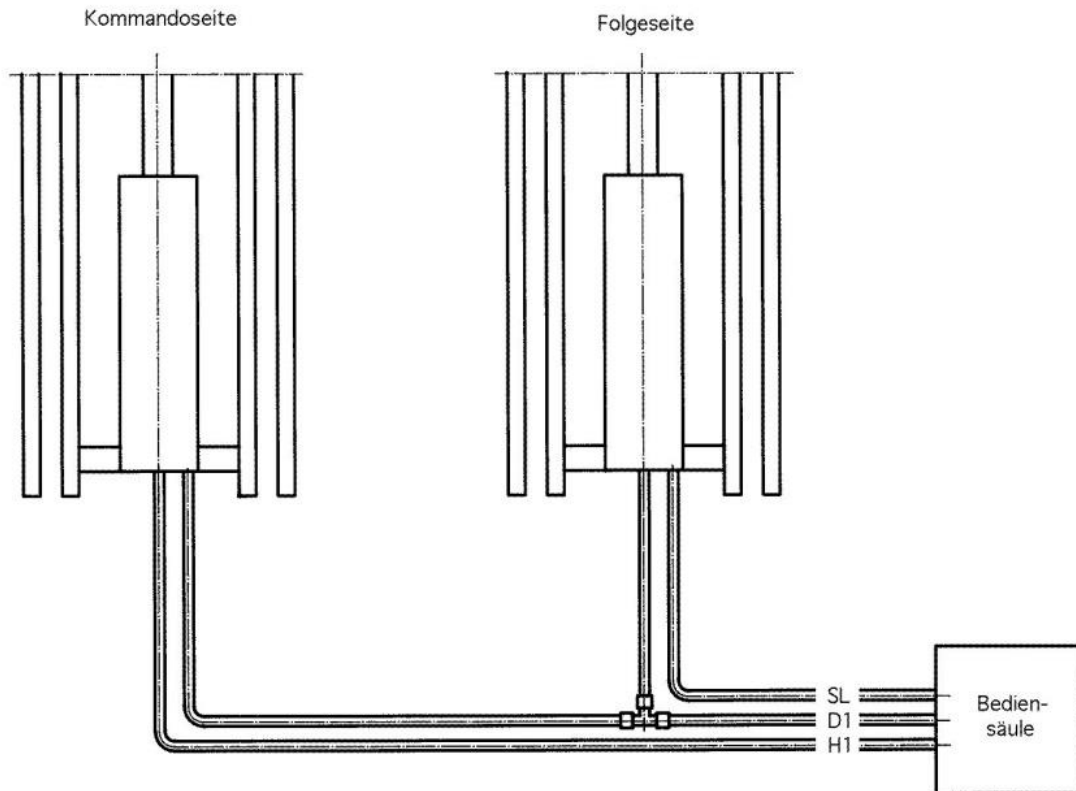 Kommandoseite
Folgeseite
SL
D1
H1
Bedien-
säule